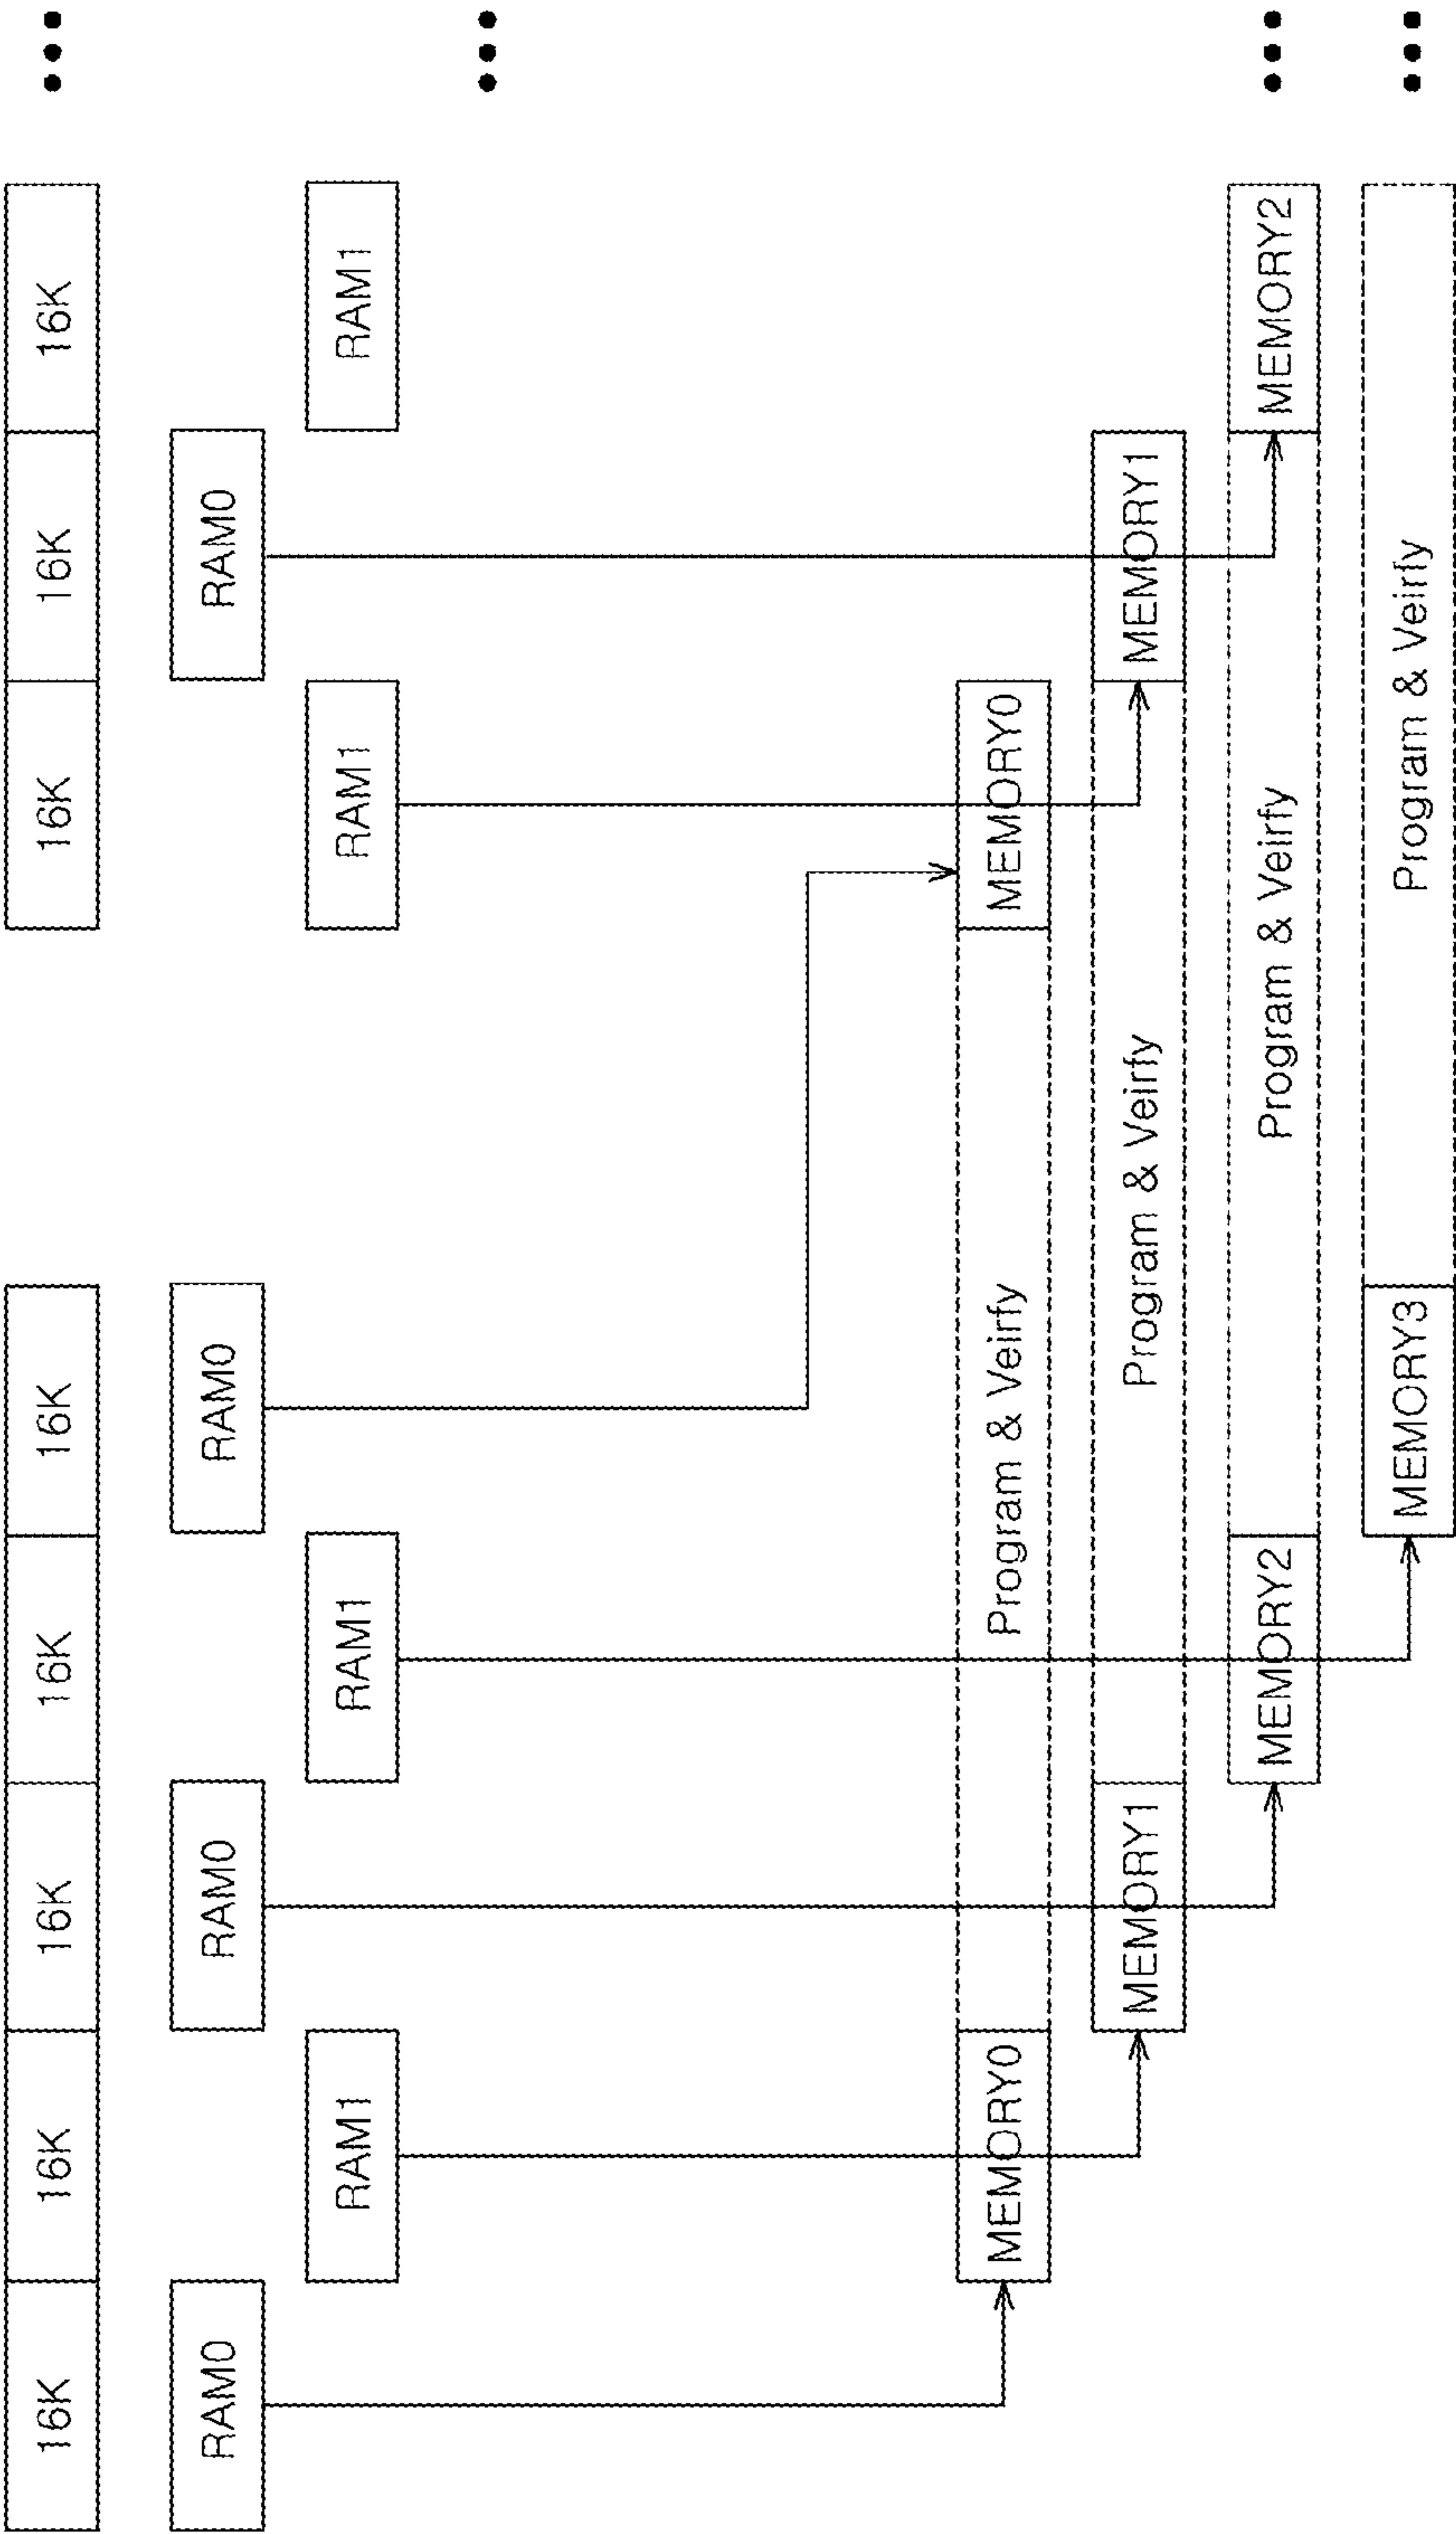 16K 16K 16K 16K 16K 16K 16K 16K
RAM0 RAM0 RAM0 RAM0
RAM1 RAM1 RAM1 RAM1
MEMORY0 Program & Veirfy MEMORY0
MEMORY1 Program & Veirfy MEMORY1
MEMORY2 Program & Veirfy MEMORY2
MEMORY3 Program & Veirfy